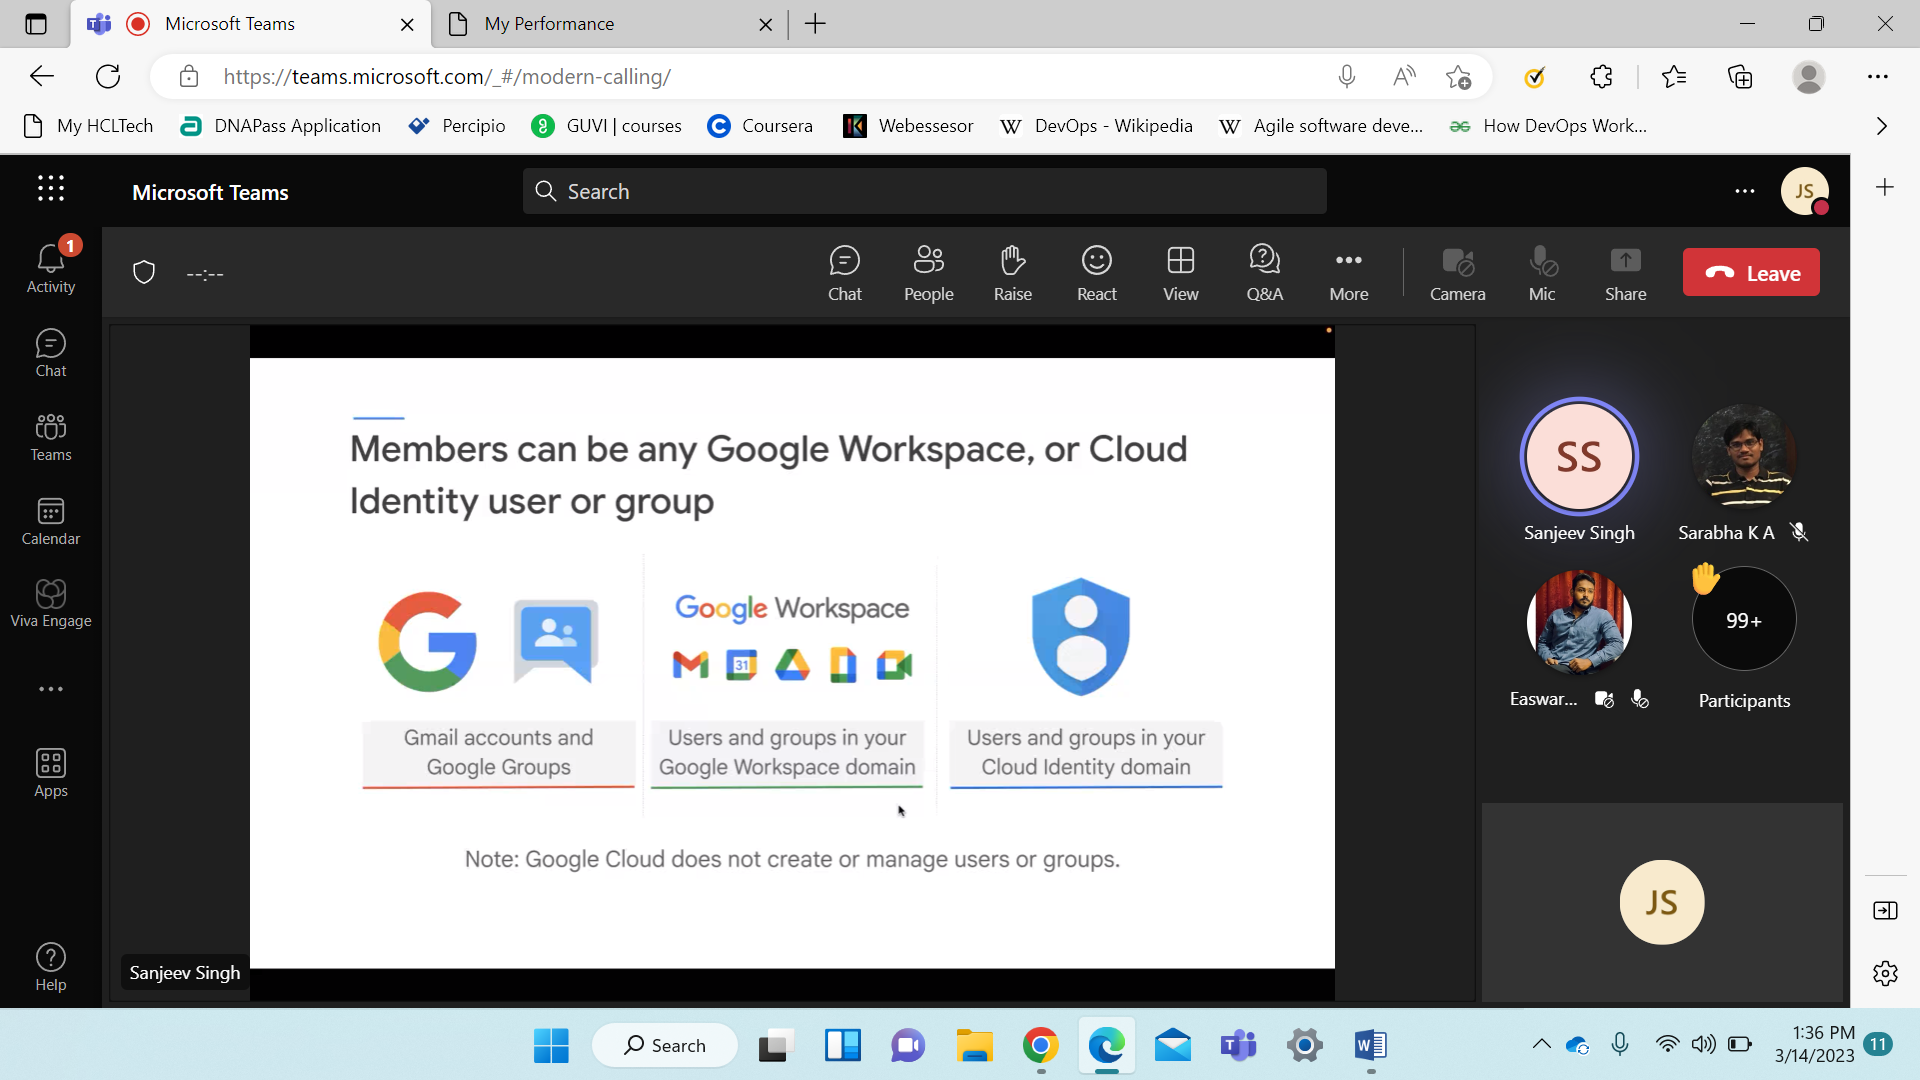 Microsoft Teams
My Performance
https://teams.microsoft.com/_#/modern-calling/
My HCLTech
DNAPass Application
Percipio
GUVI | courses
Coursera
Webessesor
DevOps - Wikipedia
Agile software deve...
How DevOps Work...
Microsoft Teams
Search
JS
1
Activity
--:--
Chat
People
Raise
React
View
Q&A
More
Camera
Mic
Share
Leave
Chat
Teams
Calendar
Viva Engage
Apps
Help
Members can be any Google Workspace, or Cloud
Identity user or group
Google Workspace
31
Gmail accounts and
Google Groups
Users and groups in your
Google Workspace domain
Users and groups in your
Cloud Identity domain
Note: Google Cloud does not create or manage users or groups.
Sanjeev Singh
SS
Sanjeev Singh
Sarabha K A
Easwar...
99+
Participants
JS
Search
1:36 PM
3/14/2023
11